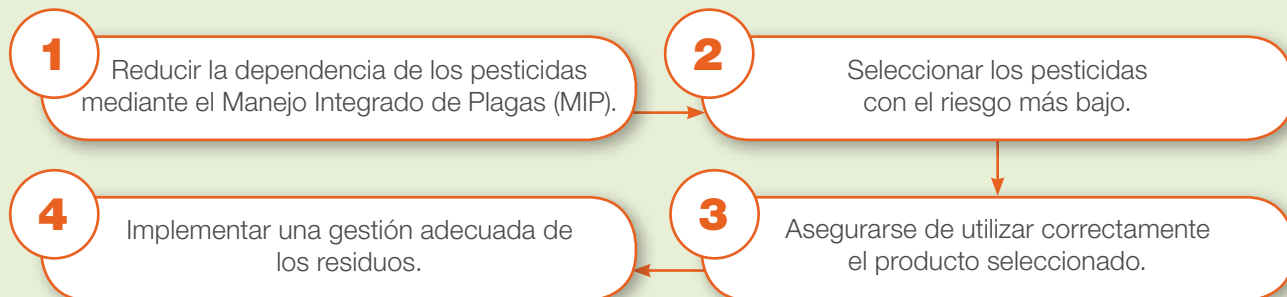 1
Reducir la dependencia de los pesticidas
mediante el Manejo Integrado de Plagas (MIP).
2
Seleccionar los pesticidas
con el riesgo más bajo.
3
Asegurarse de utilizar correctamente
el producto seleccionado.
4
Implementar una gestión adecuada de
los residuos.